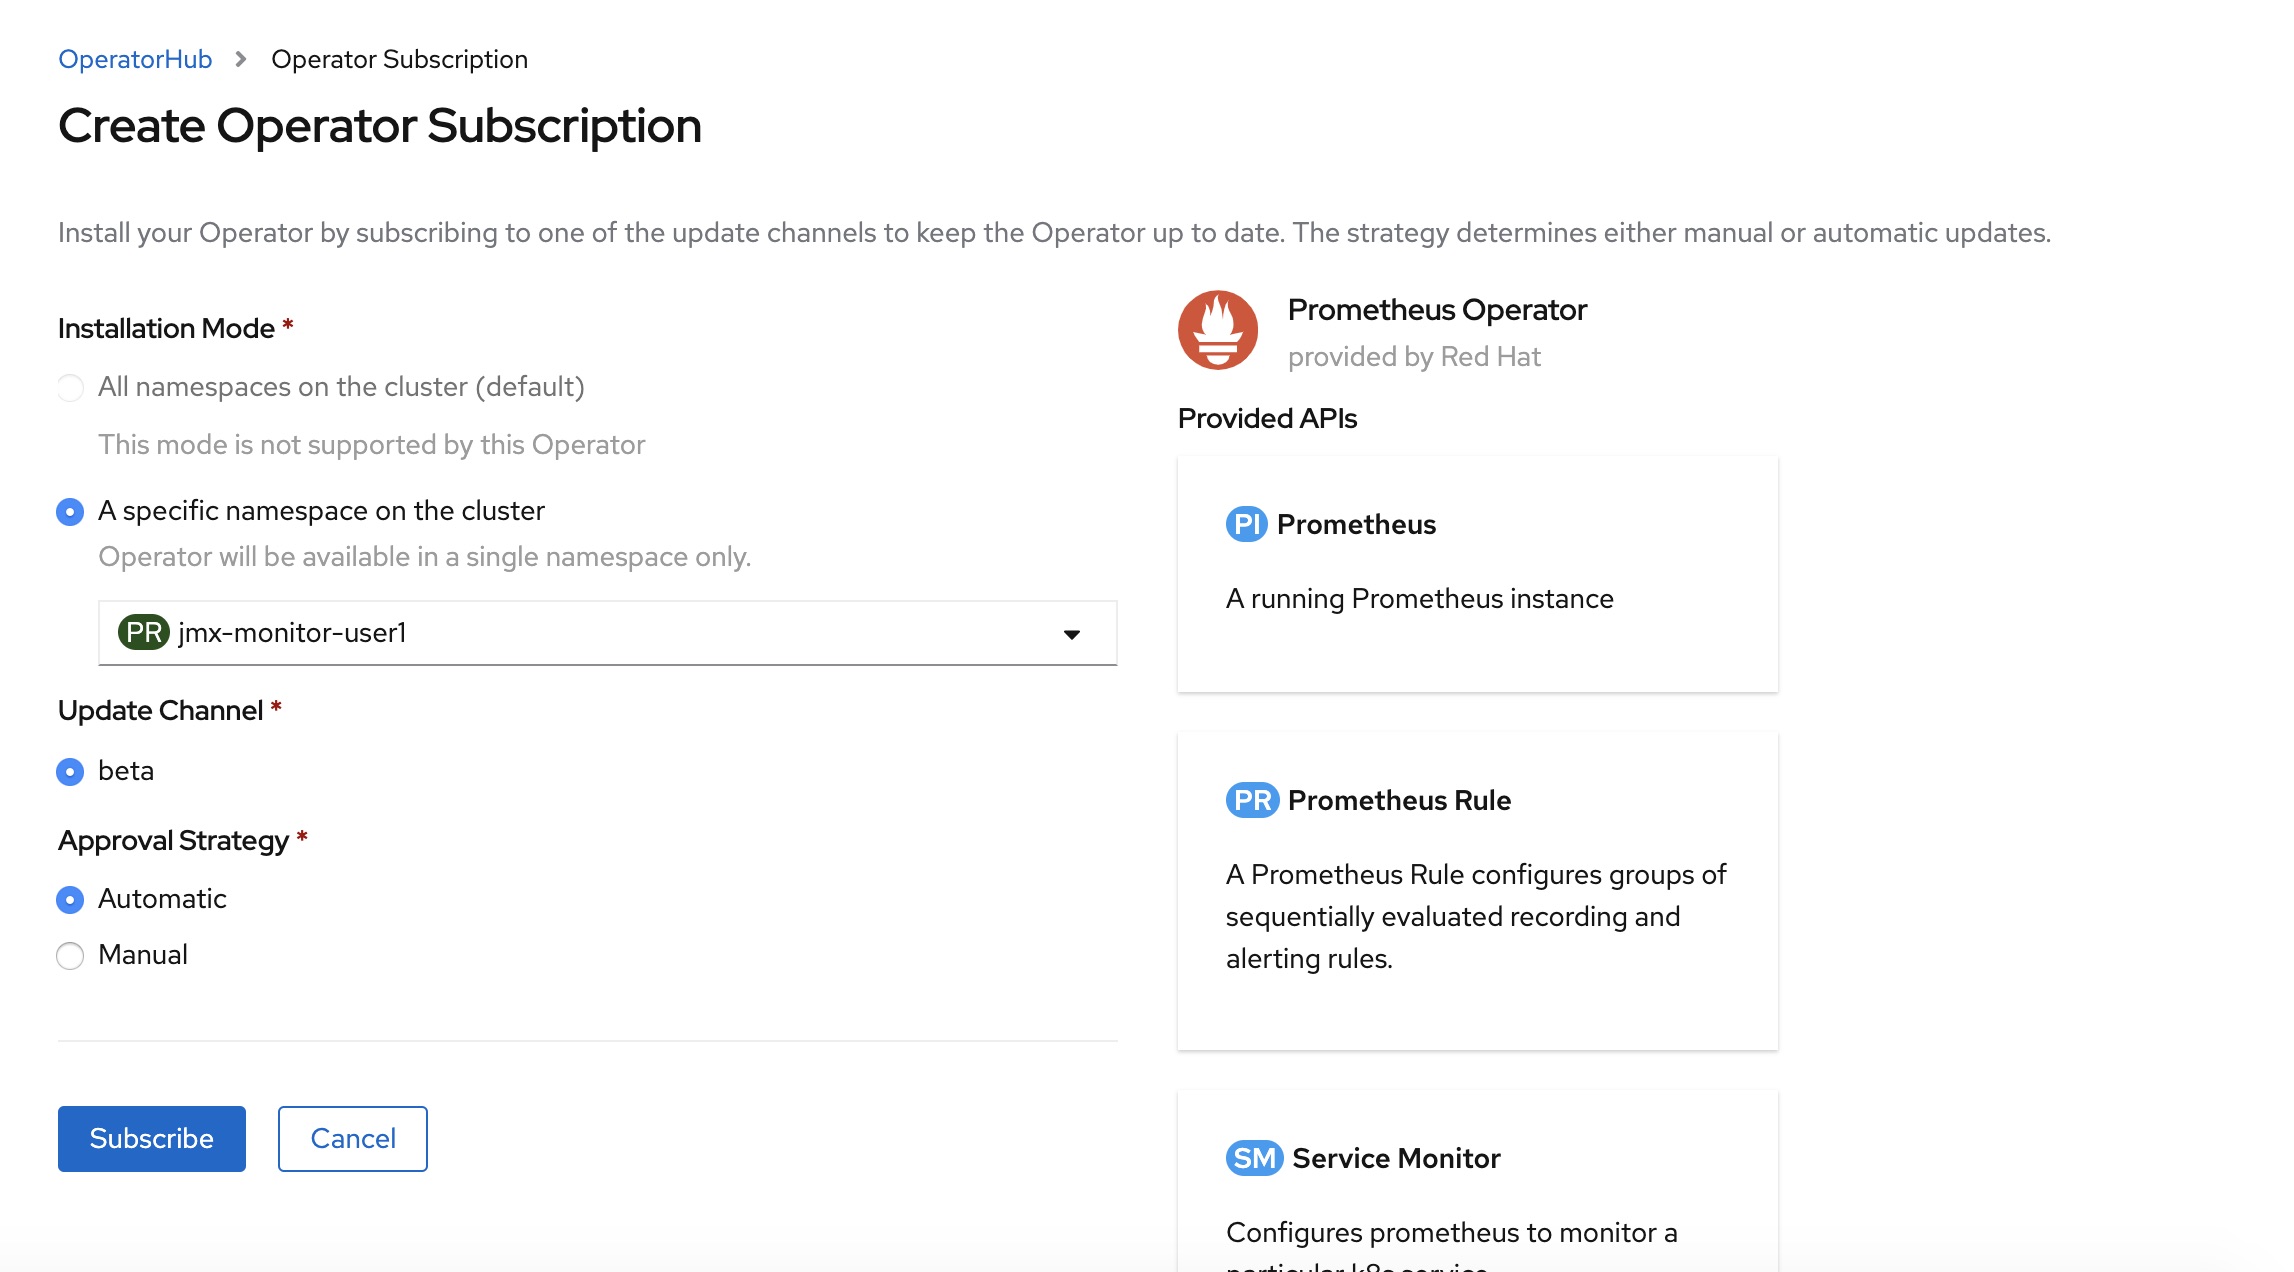 OperatorHub > Operator Subscription
Create Operator Subscription
Install your Operator by subscribing to one of the update channels to keep the Operator up to date. The strategy determines either manual or automatic updates.
Installation Mode *
All namespaces on the cluster (default)
This mode is not supported by this Operator
A specific namespace on the cluster
Operator will be available in a single namespace only.
PR jmx-monitor-user1
Update Channel *
beta
Approval Strategy *
Automatic
Manual
Subscribe
Cancel
Prometheus Operator
provided by Red Hat
Provided APIs
PI Prometheus
A running Prometheus instance
PR Prometheus Rule
A Prometheus Rule configures groups of
sequentially evaluated recording and
alerting rules.
SM Service Monitor
Configures prometheus to monitor a
particular k8s service